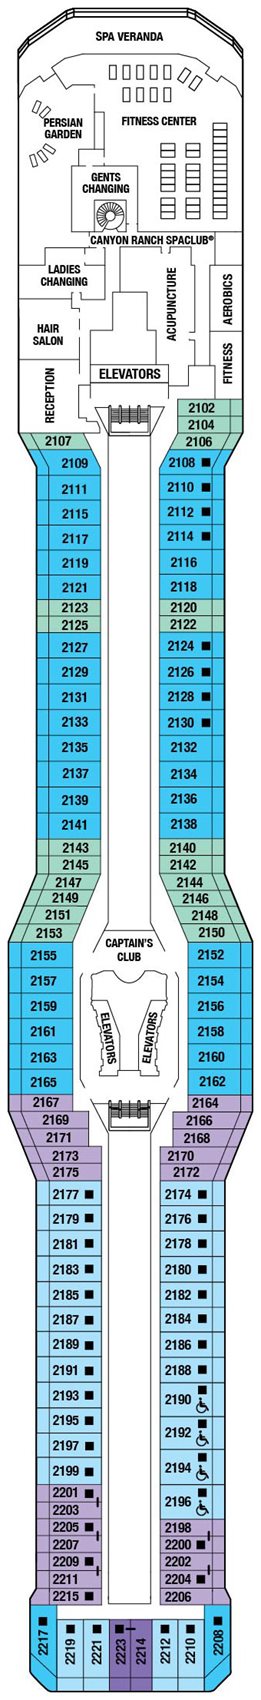 SPA VERANDA
PERSIAN
GARDEN
FITNESS CENTER
GENTS
CHANGING
CANYON RANCH SPACLUB®
LADIES
CHANGING
ACUPUNCTURE
AEROBICS
HAIR
SALON
FITNESS
RECEPTION
ELEVATORS
2102
2104
2107 2106
2109 2108
2111 2110
2115 2112
2117 2114
2119 2116
2121 2118
2123 2120
2125 2122
2127 2124
2129 2126
2131 2128
2133 2130
2135 2132
2137 2134
2139 2136
2141 2138
2143 2140
2145 2142
2147 2144
2149 2146
2151 2148
2153 2150
CAPTAIN'S
CLUB
2155 2152
2157 2154
2159 2156
2161 2158
2163 2160
2165 2162
ELEVATORS ELEVATORS
2167 2164
2169 2166
2171 2168
2173 2170
2175 2172
2177 2174
2179 2176
2181 2178
2183 2180
2185 2182
2187 2184
2189 2186
2191 2188
2193 2190
2195 2192
2197 2194
2199 2196
2201
2203
2205 2198
2207 2200
2209 2202
2211 2204
2215 2206
2217 2219 2221 2223 2214 2212 2210 2208